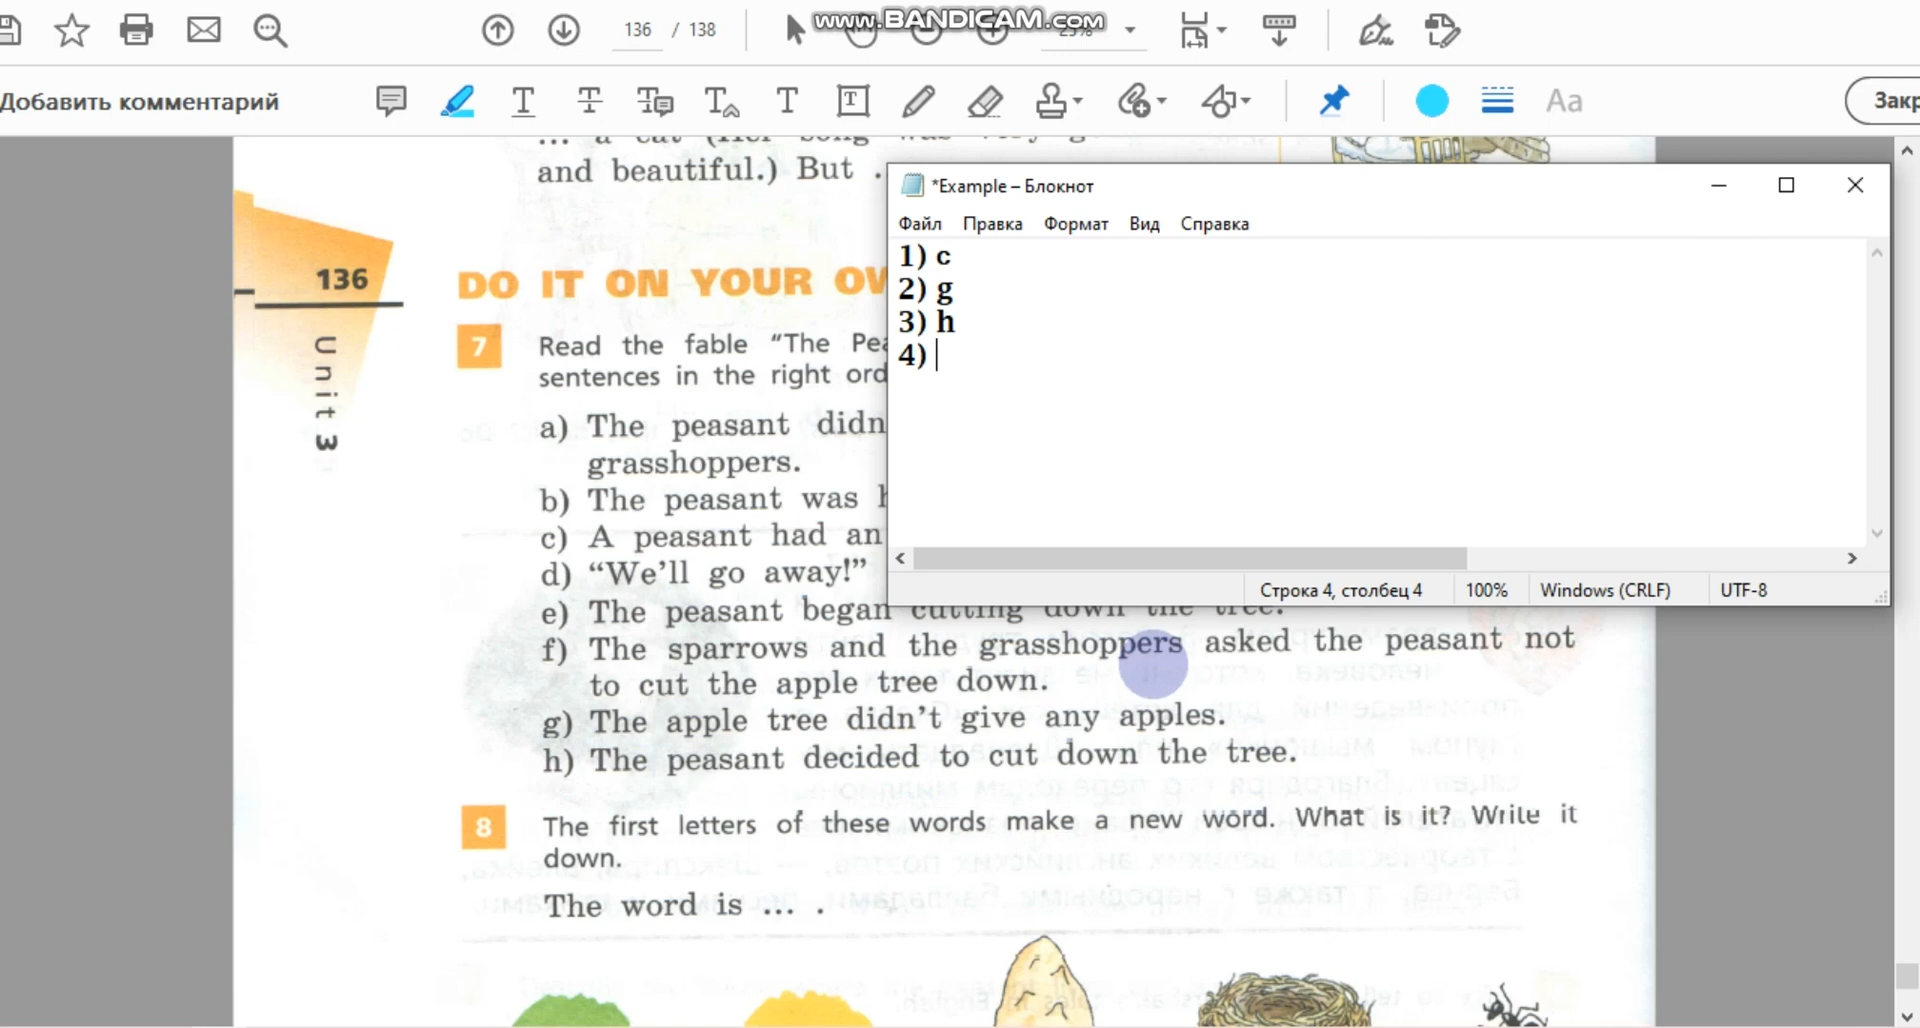 www.BANDICAM.com
136 / 138
25%
Добавить комментарий
Aa
Закр
and beautiful.) But
136
Unit 3
DO IT ON YOUR OW
7
Read the fable "The Pea
sentences in the right ord
a) The peasant didn
grasshoppers.
b) The peasant was h
c) A peasant had an
d) "We'll go away!"
e) The peasant began cutting down the tree.
f) The sparrows and the grasshoppers asked the peasant not
to cut the apple tree down.
g) The apple tree didn't give any apples.
h) The peasant decided to cut down the tree.
8
The first letters of these words make a new word. What is it? Write it
down.
The word is ... .
*Example – Блокнот
Файл Правка Формат Вид Справка
1) c
2) g
3) h
4)
Строка 4, столбец 4
100%
Windows (CRLF)
UTF-8